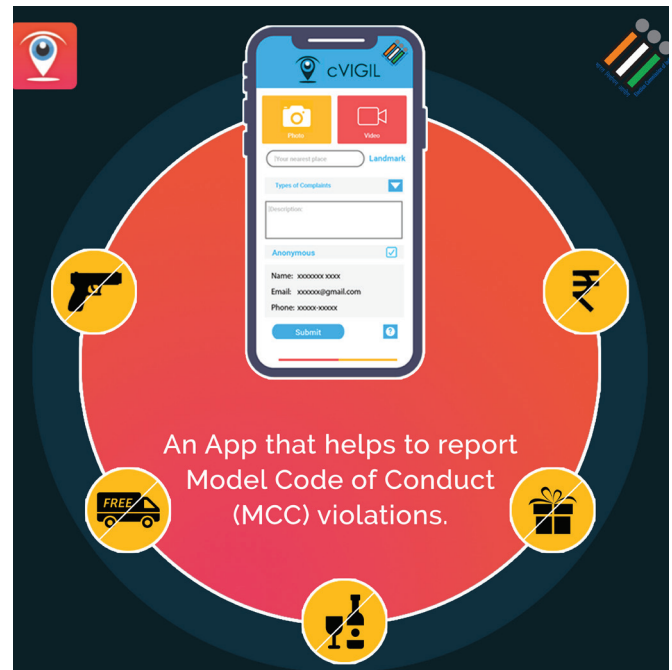 cVIGIL
Photo
Video
Your nearest place
Landmark
Types of Complaints
Description
Anonymous
Name: xxxxxxx xxxx
Email: xxxxxx@gmail.com
Phone: xxxxx-xxxxx
Submit
?
₹
FREE
An App that helps to report
Model Code of Conduct
(MCC) violations.